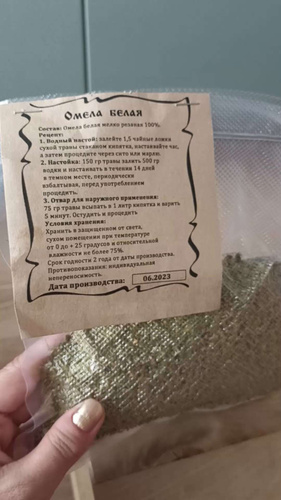 Омела белая
Состав: Омела белая мелко резаная 100%.
Рецепт:
1. Водный настой: залейте 1,5 чайные ложки
сухой травы стаканом кипятка, настаивайте час,
а затем процедите через сито или марлю.
2. Настойка: 150 гр травы залить 500 гр
водки и настаивать в течении 14 дней
в темном месте, периодически
взбалтывая, перед употреблением
процедить.
3. Отвар для наружного применения:
75 гр травы всыпать в 1 литр кипятка и варить
5 минут. Остудить и процедить
Условия хранения:
Хранить в защищенном от света,
сухом помещении при температуре
от 0 до + 25 градусов и относительной
влажности не более 75%.
Срок годности 2 года от даты производства.
Противопоказания: индивидуальная
непереносимость.
Дата производства: 06.2023